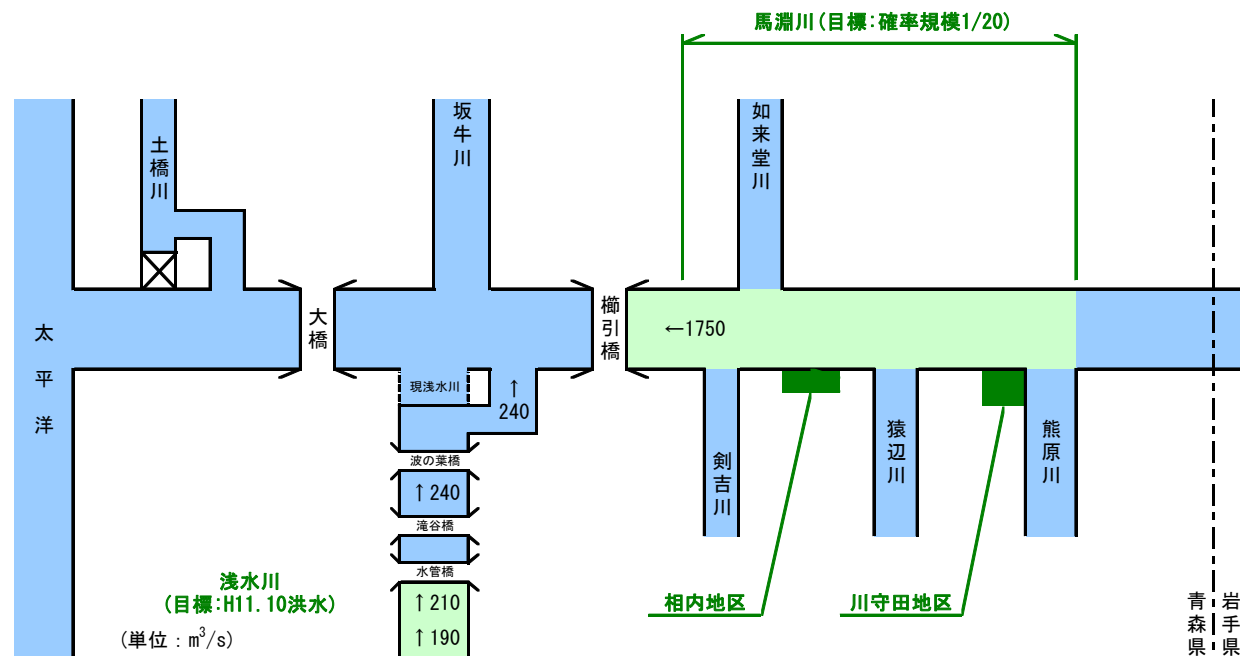 馬淵川(目標:確率規模1/20)
土橋川
坂牛川
如来堂川
太平洋
大橋
櫛引橋
←1750
現浅水川
↑
240
波の葉橋
↑240
滝谷橋
水管橋
↑210
↑190
浅水川
(目標:H11.10洪水)
(単位：m³/s)
剣吉川
猿辺川
熊原川
相内地区
川守田地区
青森県
岩手県